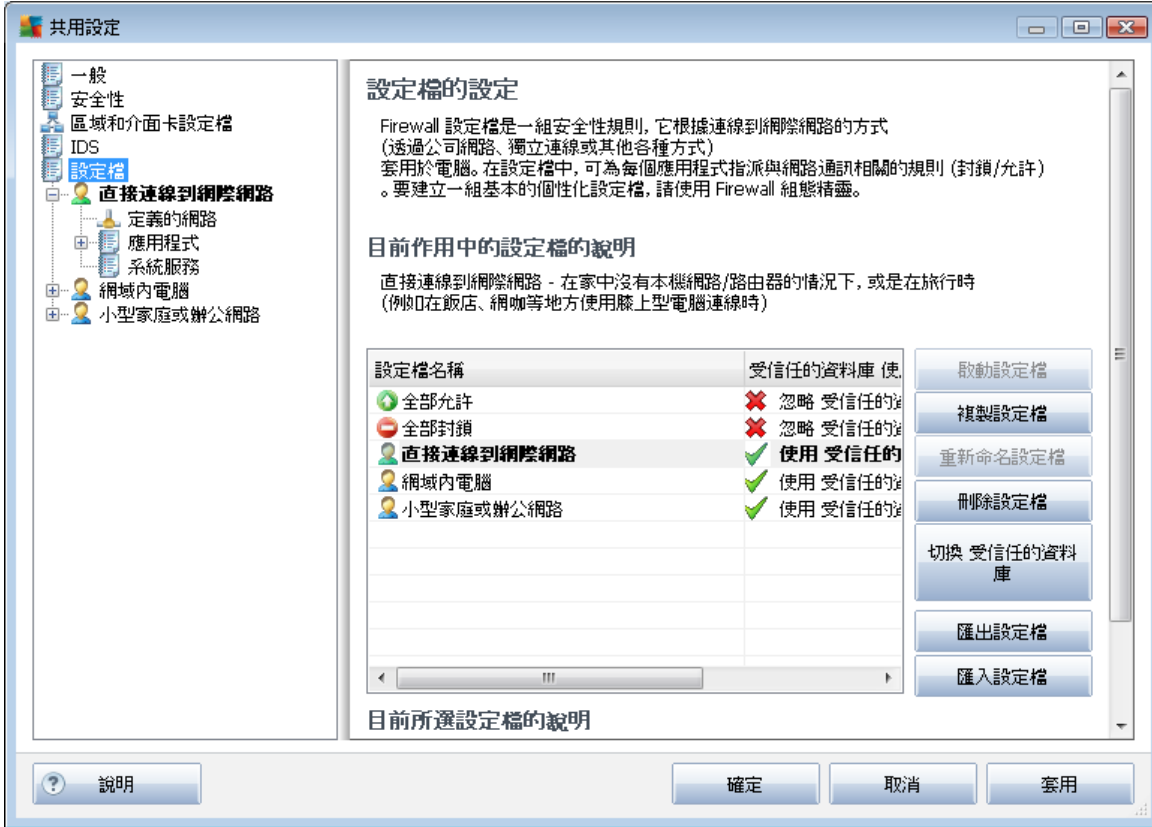 共用設定
一般
安全性
區域和介面卡設定檔
IDS
設定檔
直接連線到網際網路
定義的網路
應用程式
系統服務
網域內電腦
小型家庭或辦公網路
設定檔的設定
Firewall 設定檔是一組安全性規則, 它根據連線到網際網路的方式
(透過公司網路、獨立連線或其他各種方式)
套用於電腦。在設定檔中, 可為每個應用程式指派與網路通訊相關的規則 (封鎖/允許)
。要建立一組基本的個性化設定檔, 請使用 Firewall 組態精靈。
目前作用中的設定檔的說明
直接連線到網際網路 - 在家中沒有本機網路/路由器的情況下, 或是在旅行時
(例如在飯店、網咖等地方使用膝上型電腦連線時)
設定檔名稱 受信任的資料庫 使
全部允許 忽略 受信任的
全部封鎖 忽略 受信任的
直接連線到網際網路 使用 受信任的
網域內電腦 使用 受信任的
小型家庭或辦公網路 使用 受信任的
啟動設定檔
複製設定檔
重新命名設定檔
刪除設定檔
切換 受信任的資料
庫
匯出設定檔
匯入設定檔
目前所選設定檔的說明
說明
確定
取消
套用